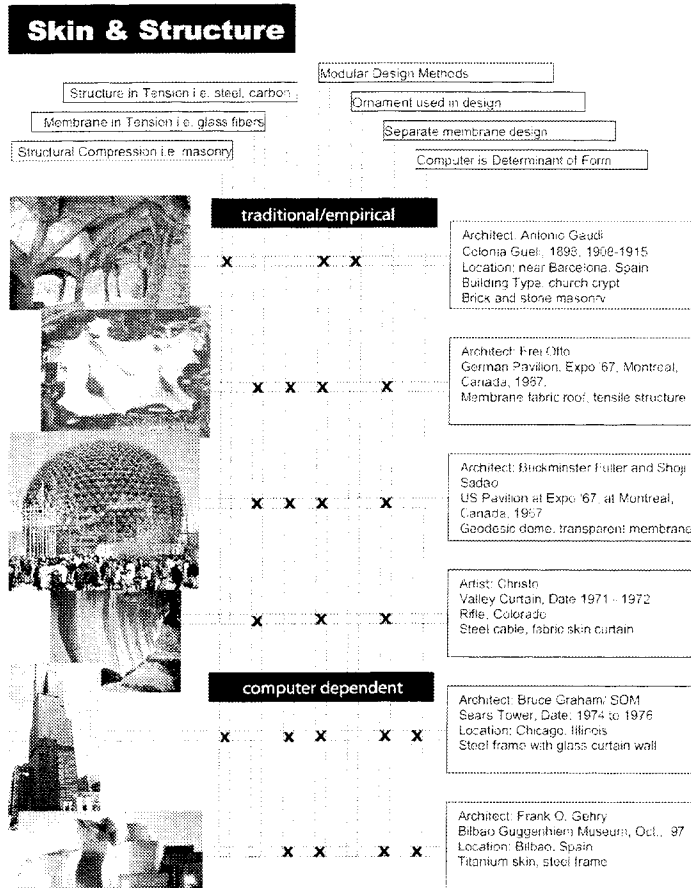 Skin & Structure
Modular Design Methods
Structure in Tension i.e. steel, carbon
Ornament used in design
Membrane in Tension i.e. glass fibers
Separate membrane design
Structural Compression i.e. masonry
Computer is Determinant of Form
traditional/empirical
Architect: Antonio Gaudi
Colonia Guell, 1898, 1908-1915
Location: near Barcelona, Spain
Building Type, church crypt
Brick and stone masonry
x x x
Architect: Frei Otto
German Pavilion, Expo '67, Montreal,
Canada, 1967.
Membrane fabric roof, tensile structure
x x x x
Architect: Buckminster Fuller and Shoji
Sadao
US Pavilion at Expo '67, at Montreal,
Canada, 1967
Geodesic dome, transparent membrane
x x x x
Artist: Christo
Valley Curtain, Date 1971 - 1972
Rifle, Colorado
Steel cable, fabric skin curtain
x x x
computer dependent
Architect: Bruce Graham/ SOM
Sears Tower, Date: 1974 to 1976
Location: Chicago, Illinois
Steel frame with glass curtain wall
x x x x x
Architect: Frank O. Gehry
Bilbao Guggenhiem Museum, Oct., 97
Location: Bilbao, Spain
Titanium skin, steel frame
x x x x